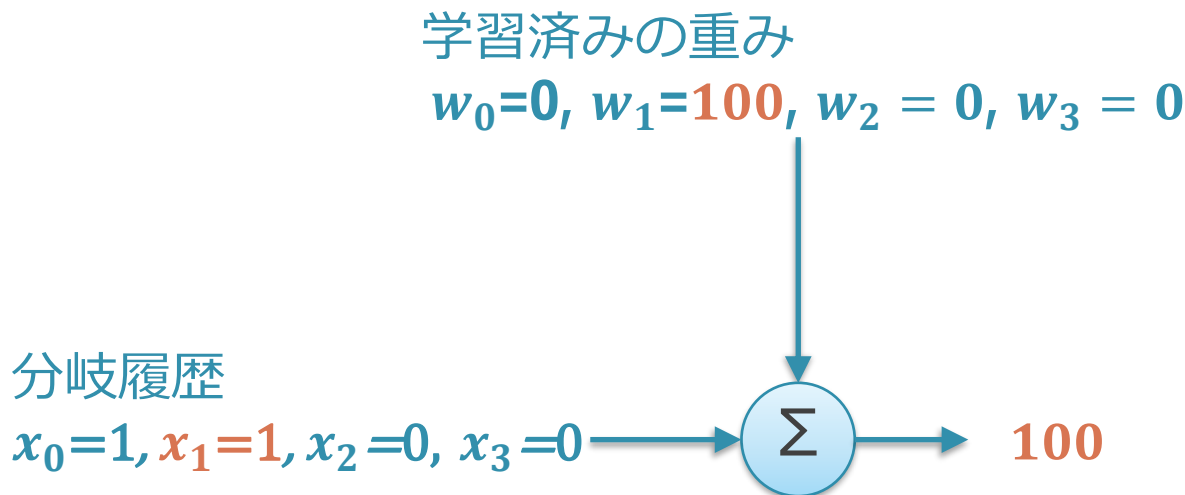 学習済みの重み
w₀=0, w₁=100, w₂ = 0, w₃ = 0
分岐履歴
x₀=1, x₁=1, x₂=0, x₃=0
Σ
100